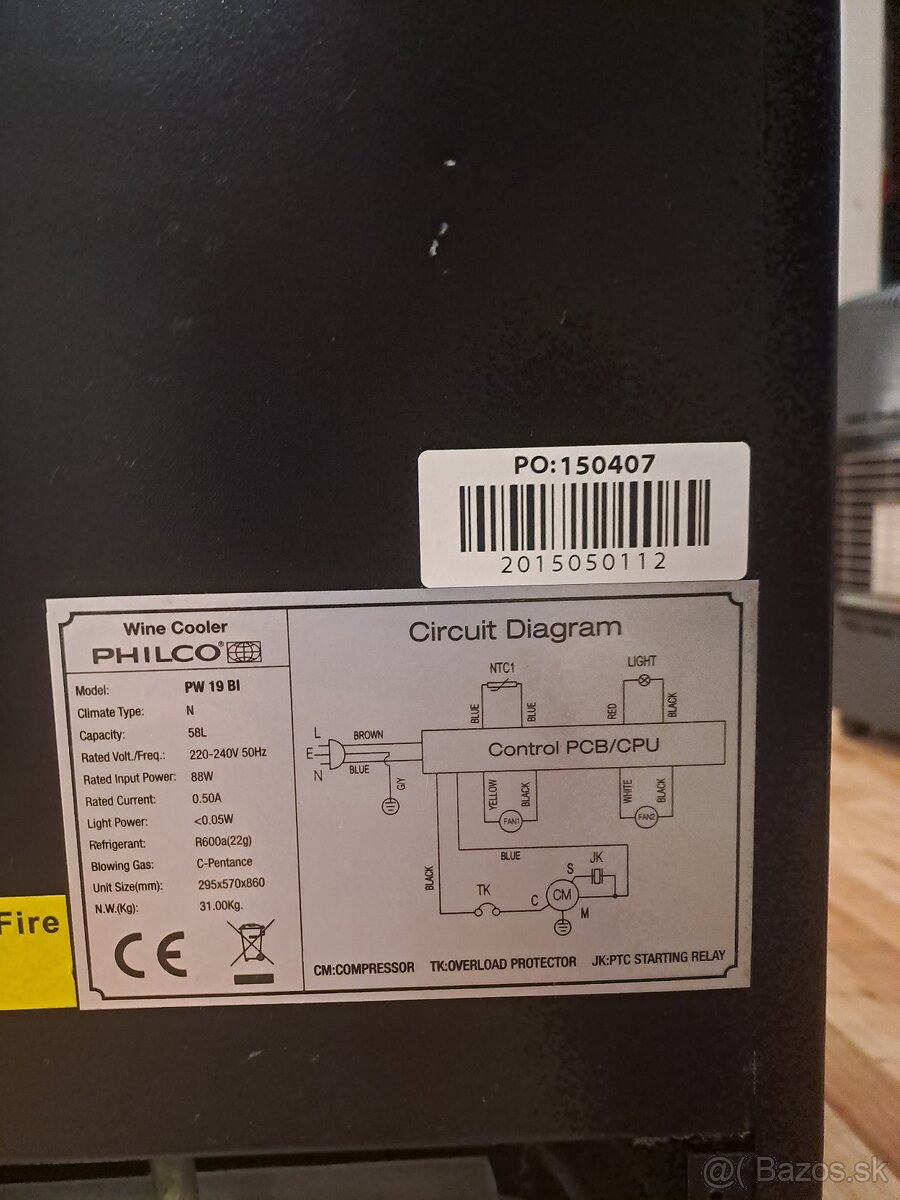 PO:150407
2015050112
Wine Cooler
PHILCO®
Model: PW 19 BI
Climate Type: N
Capacity: 58L
Rated Volt./Freq.: 220-240V 50Hz
Rated Input Power: 88W
Rated Current: 0.50A
Light Power: <0.05W
Refrigerant: R600a(22g)
Blowing Gas: C-Pentance
Unit Size(mm): 295x570x860
N.W.(Kg): 31.00Kg.
CE
Circuit Diagram
NTC1
LIGHT
BLUE
BLUE
RED
BLACK
L
E
N
BROWN
BLUE
G/Y
Control PCB/CPU
YELLOW
BLACK
WHITE
BLACK
FAN1
FAN2
BLACK
BLUE
TK
C
S
JK
CM
M
CM:COMPRESSOR TK:OVERLOAD PROTECTOR JK:PTC STARTING RELAY
Fire
@( Bazos.sk